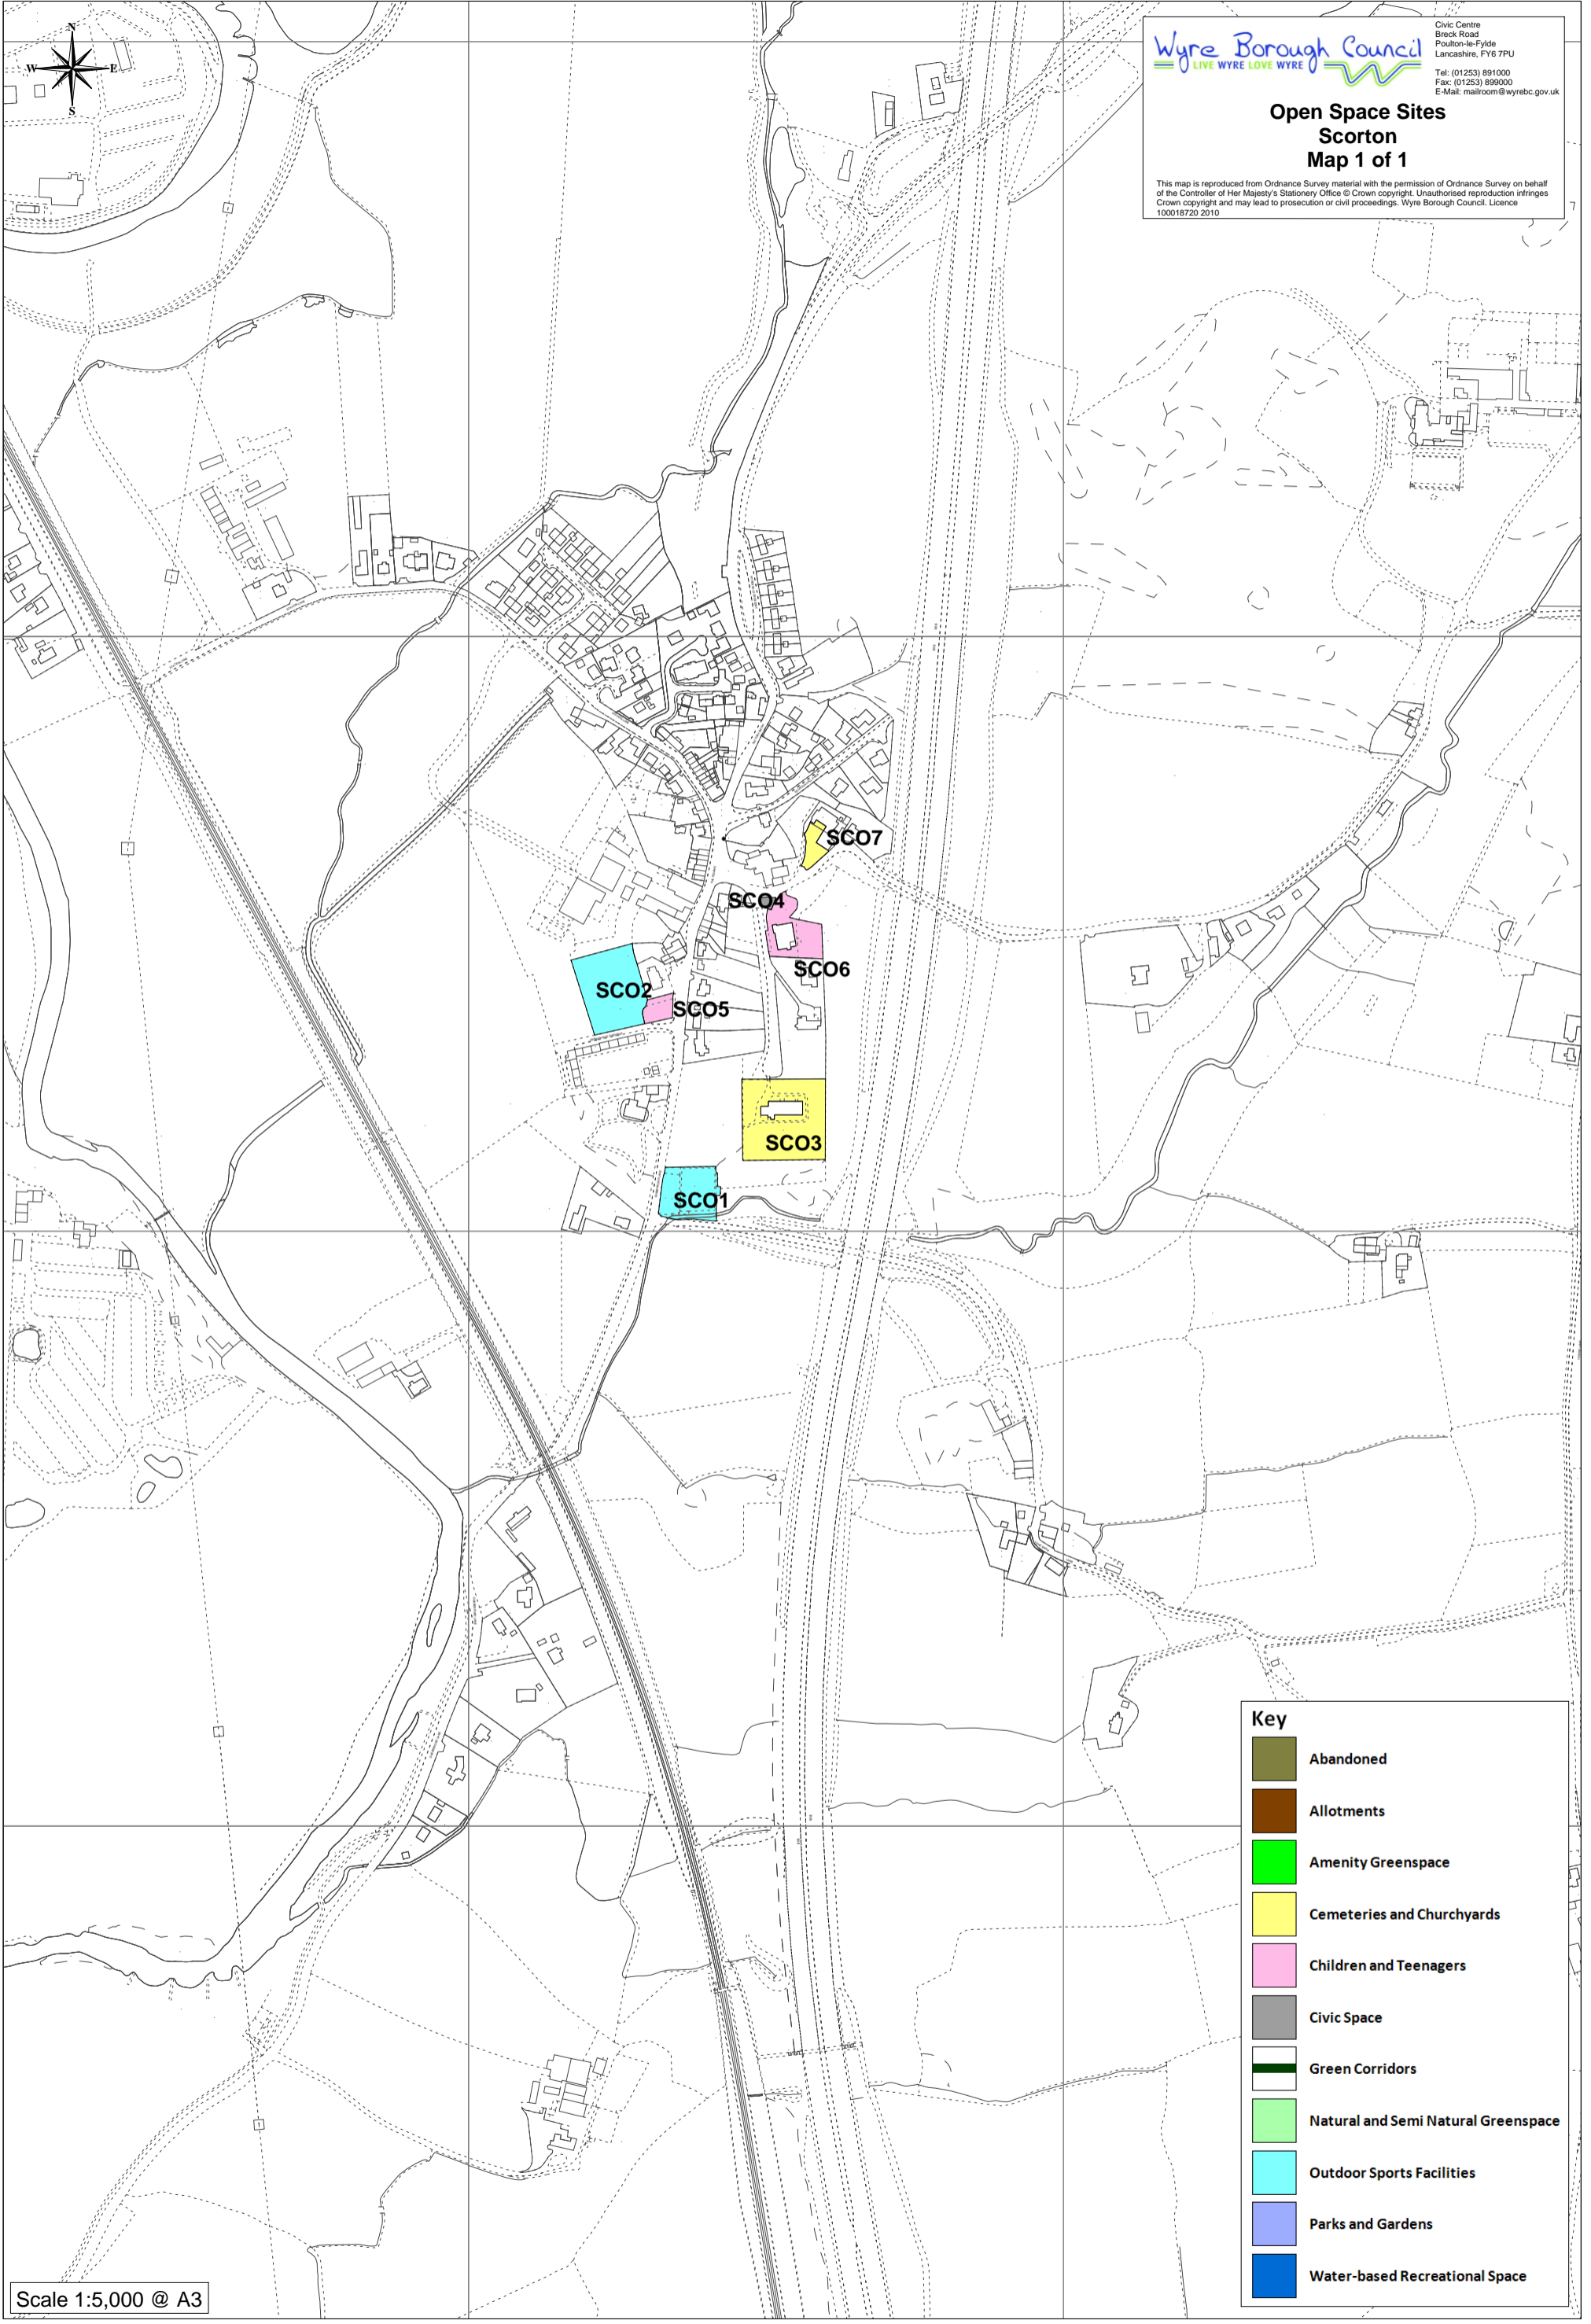 N
W E
S
Wyre Borough Council
LIVE WYRE LOVE WYRE
Civic Centre
Breck Road
Poulton-le-Fylde
Lancashire, FY6 7PU
Tel: (01253) 891000
Fax: (01253) 899000
E-Mail: mailroom@wyrebc.gov.uk
Open Space Sites
Scorton
Map 1 of 1
This map is reproduced from Ordnance Survey material with the permission of Ordnance Survey on behalf
of the Controller of Her Majesty's Stationery Office © Crown copyright. Unauthorised reproduction infringes
Crown copyright and may lead to prosecution or civil proceedings. Wyre Borough Council. Licence
100018720 2010
SCO7
SCO4
SCO6
SCO2
SCO5
SCO3
SCO1
Key
Abandoned
Allotments
Amenity Greenspace
Cemeteries and Churchyards
Children and Teenagers
Civic Space
Green Corridors
Natural and Semi Natural Greenspace
Outdoor Sports Facilities
Parks and Gardens
Water-based Recreational Space
Scale 1:5,000 @ A3